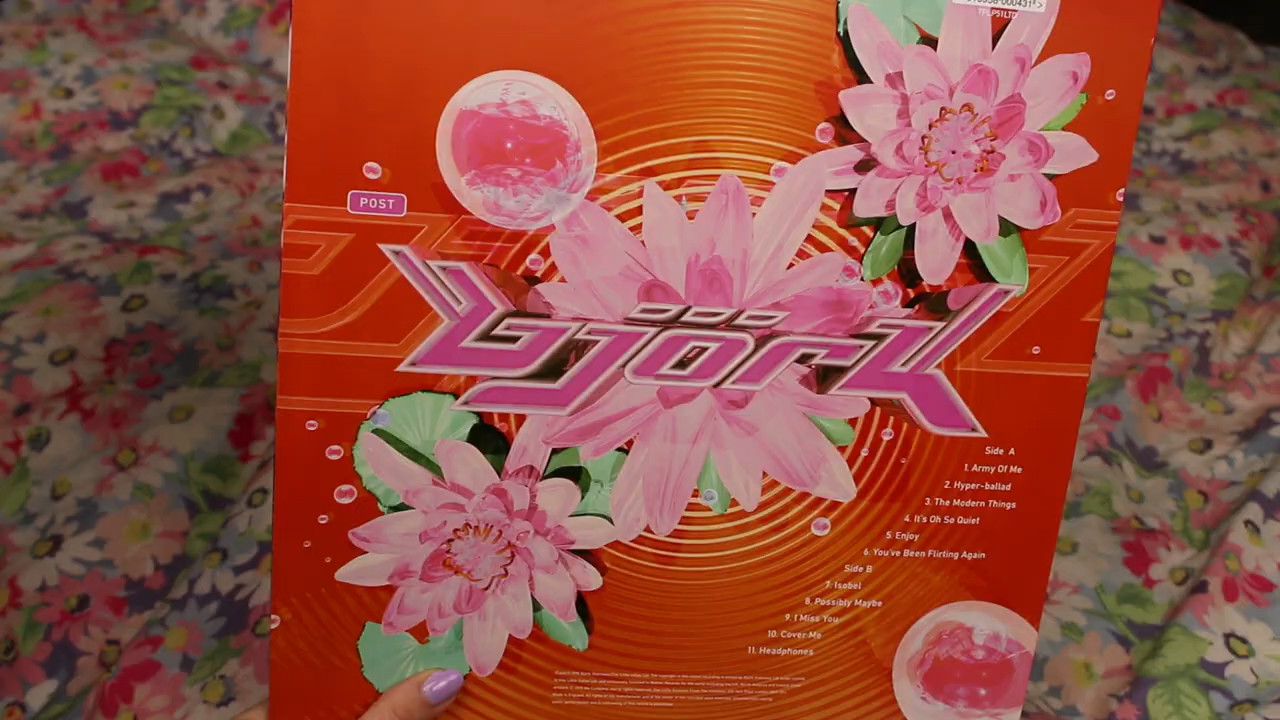 TPLP51LTD
POST
björk
Side A
1. Army Of Me
2. Hyper-ballad
3. The Modern Things
4. It's Oh So Quiet
5. Enjoy
6. You've Been Flirting Again
Side B
7. Isobel
8. Possibly Maybe
9. I Miss You
10. Cover Me
11. Headphones